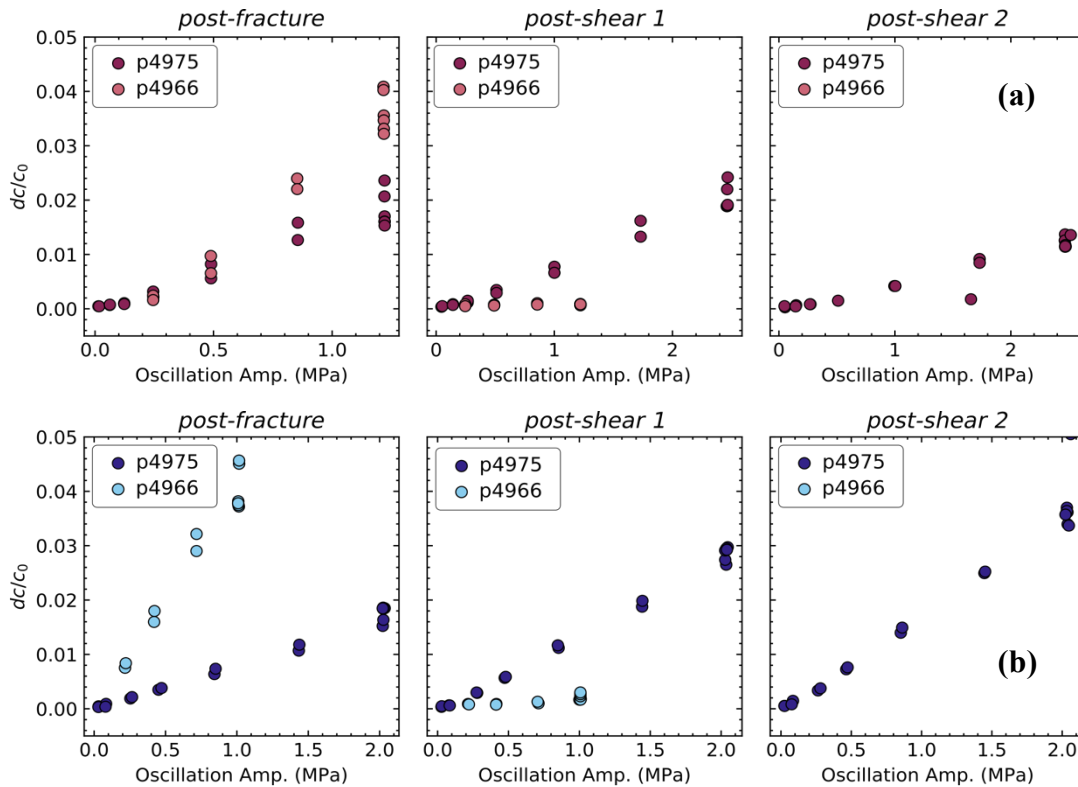 post-fracture post-shear 1 post-shear 2
0.05
p4975 p4975 p4975
p4966 p4966 p4966
(a)
0.04
0.03
dc/c0
0.02
0.01
0.00
0.0 0.5 1.0 0 1 2 0 1 2
Oscillation Amp. (MPa) Oscillation Amp. (MPa) Oscillation Amp. (MPa)
post-fracture post-shear 1 post-shear 2
0.05
p4975 p4975 p4975
p4966 p4966 p4966
0.04
0.03
dc/c0
0.02
0.01
(b)
0.00
0.0 0.5 1.0 1.5 2.0 0.0 0.5 1.0 1.5 2.0 0.0 0.5 1.0 1.5 2.0
Oscillation Amp. (MPa) Oscillation Amp. (MPa) Oscillation Amp. (MPa)